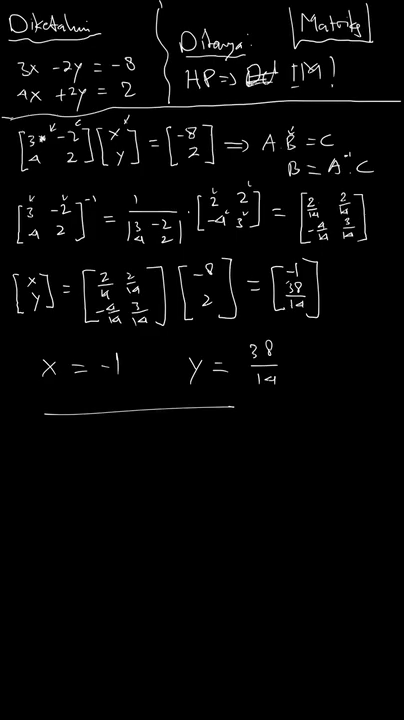 Diketahui
3x - 2y = -8
4x + 2y = 2
Ditanya:
HP =>
Matriks
[3 -2; 4 2] [x; y] = [-8; 2] => A.B = C
B = A⁻¹.C
[3 -2; 4 2]⁻¹ = 1/|3 -2; 4 2| . [2 2; -4 3] = [2/14 2/14; -4/14 3/14]
[x; y] = [2/14 2/14; -4/14 3/14] [-8; 2] = [-1; 38/14]
x = -1 y = 38/14